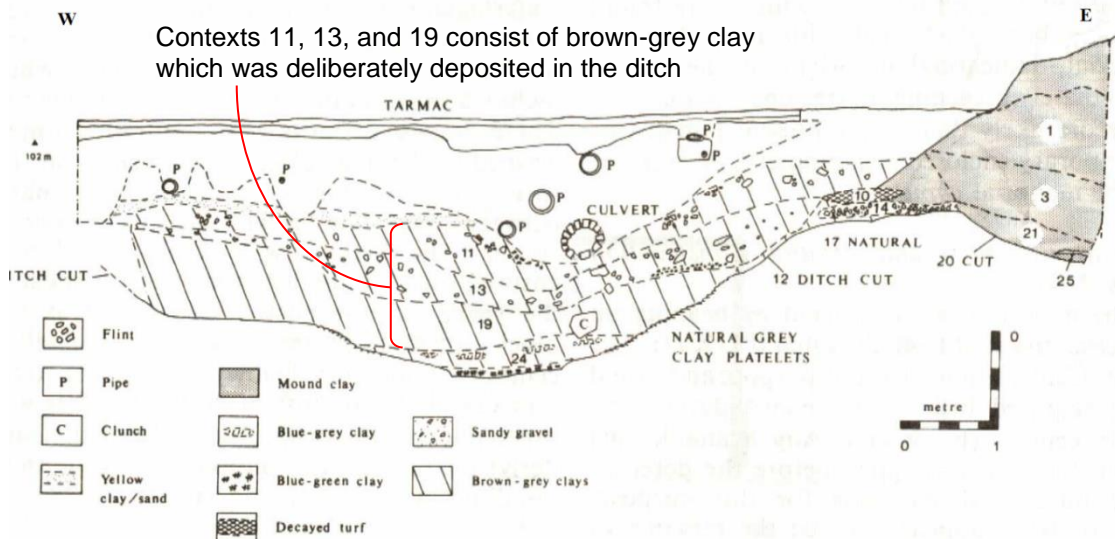 W
E
Contexts 11, 13, and 19 consist of brown-grey clay
which was deliberately deposited in the ditch
TARMAC
102 m
P
P
P
P
P
P
P
CULVERT
1
3
21
10
14
11
13
19
24
C
17 NATURAL
12 DITCH CUT
20 CUT
25
DITCH CUT
NATURAL GREY
CLAY PLATELETS
Flint
P Pipe
C Clunch
Yellow
clay/sand
Mound clay
Blue-grey clay
Blue-green clay
Decayed turf
Sandy gravel
Brown-grey clays
0
metre
0 1
1